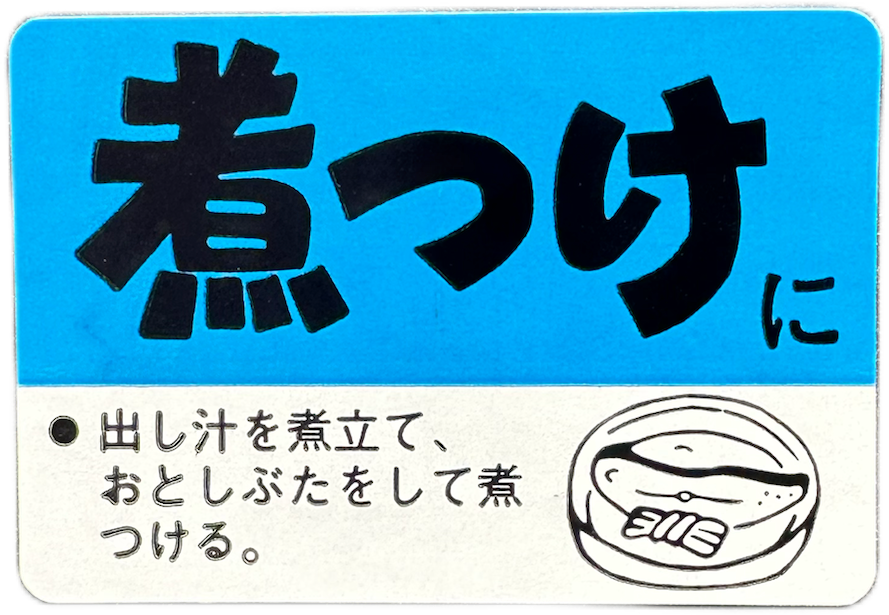 煮つけに
●出し汁を煮立て、
おとしぶたをして煮
つける。